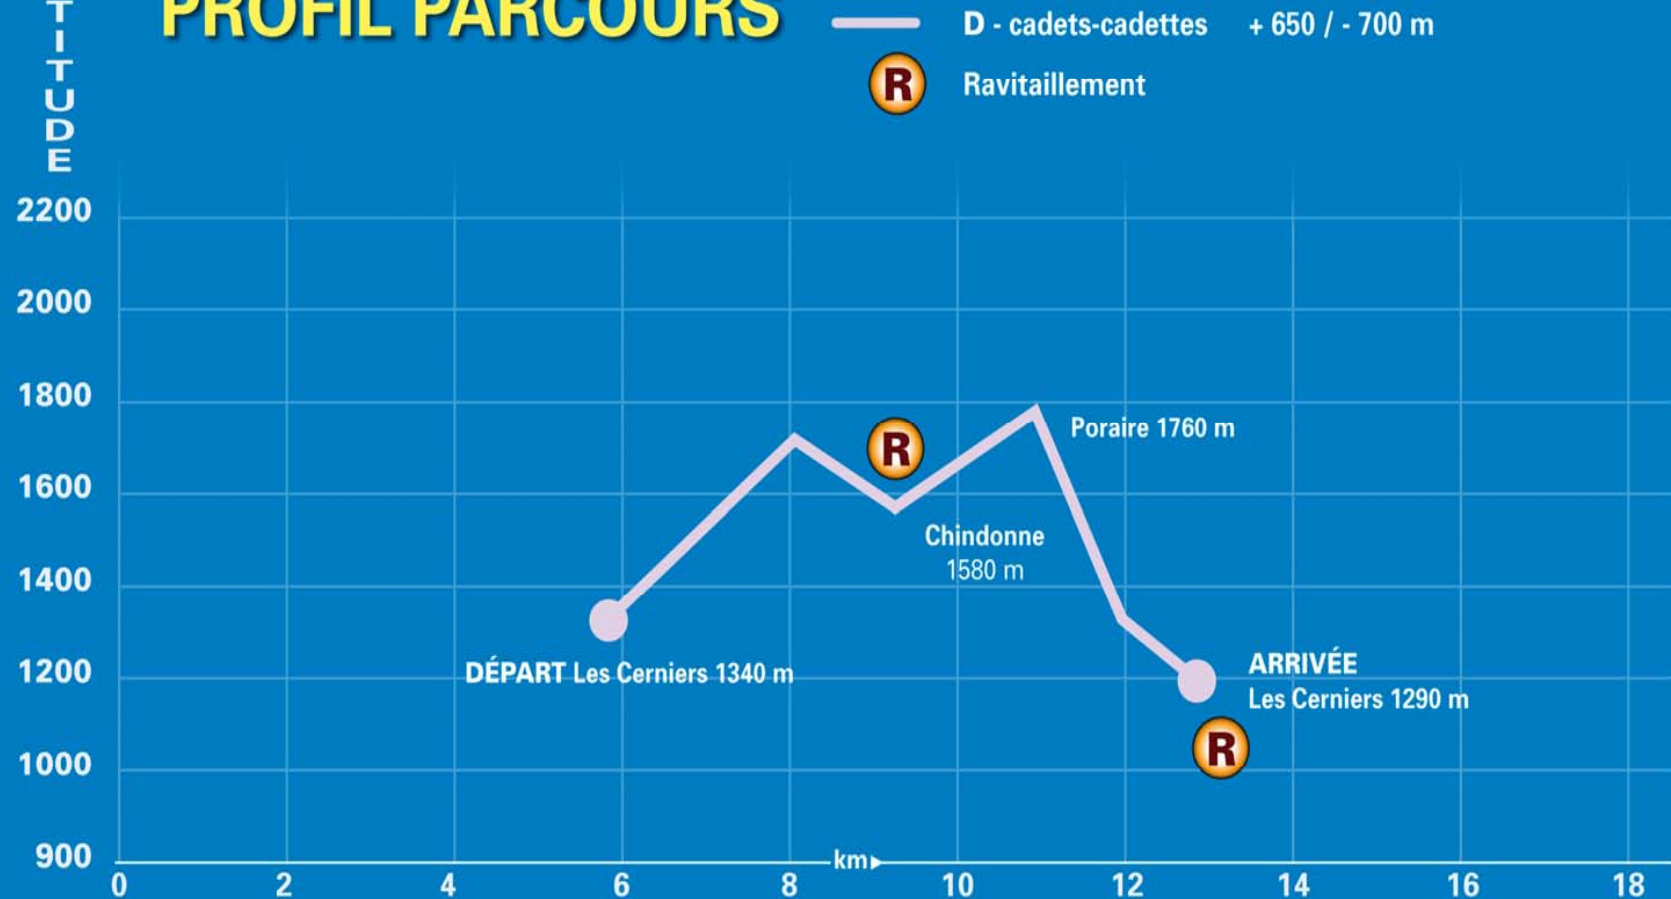 TITUDE
PROFIL PARCOURS
D - cadets-cadettes + 650 / - 700 m
R Ravitaillement
2200
2000
1800
R
Poraire 1760 m
1600
Chindonne
1580 m
1400
DÉPART Les Cerniers 1340 m
1200
ARRIVÉE
Les Cerniers 1290 m
R
1000
900
km
0 2 4 6 8 10 12 14 16 18